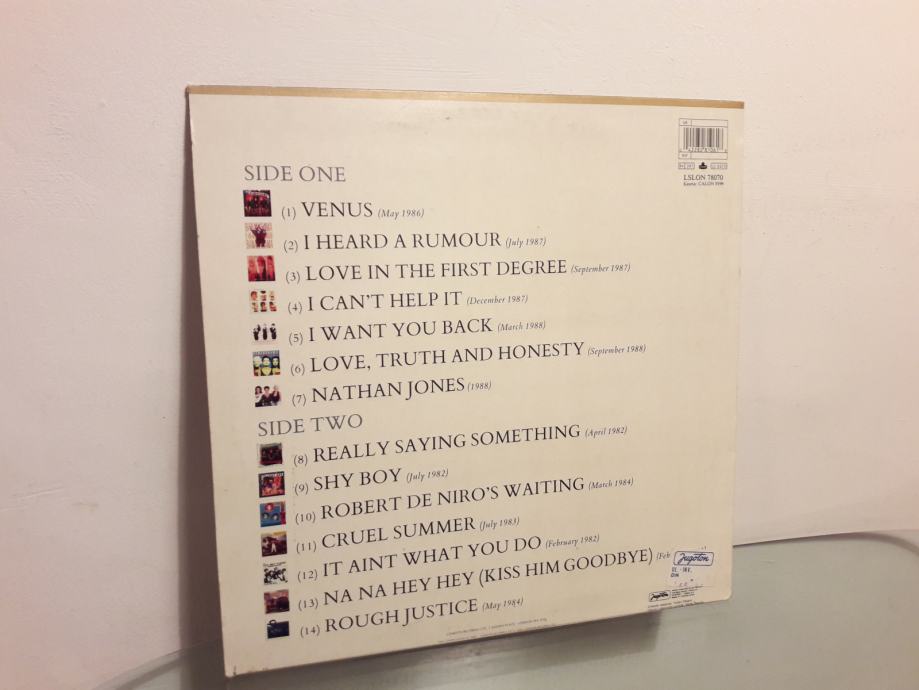 LSLON 78070
SIDE ONE
(1) VENUS (May 1986)
(2) I HEARD A RUMOUR (July 1987)
(3) LOVE IN THE FIRST DEGREE (September 1987)
(4) I CAN'T HELP IT (December 1987)
(5) I WANT YOU BACK (March 1988)
(6) LOVE, TRUTH AND HONESTY (September 1988)
(7) NATHAN JONES (1988)
SIDE TWO
(8) REALLY SAYING SOMETHING (April 1982)
(9) SHY BOY (July 1982)
(10) ROBERT DE NIRO'S WAITING (March 1984)
(11) CRUEL SUMMER (July 1983)
(12) IT AINT WHAT YOU DO (February 1982)
(13) NA NA HEY HEY (KISS HIM GOODBYE) (Feb
(14) ROUGH JUSTICE (May 1984)
Jugoton
DIN
Jugoton